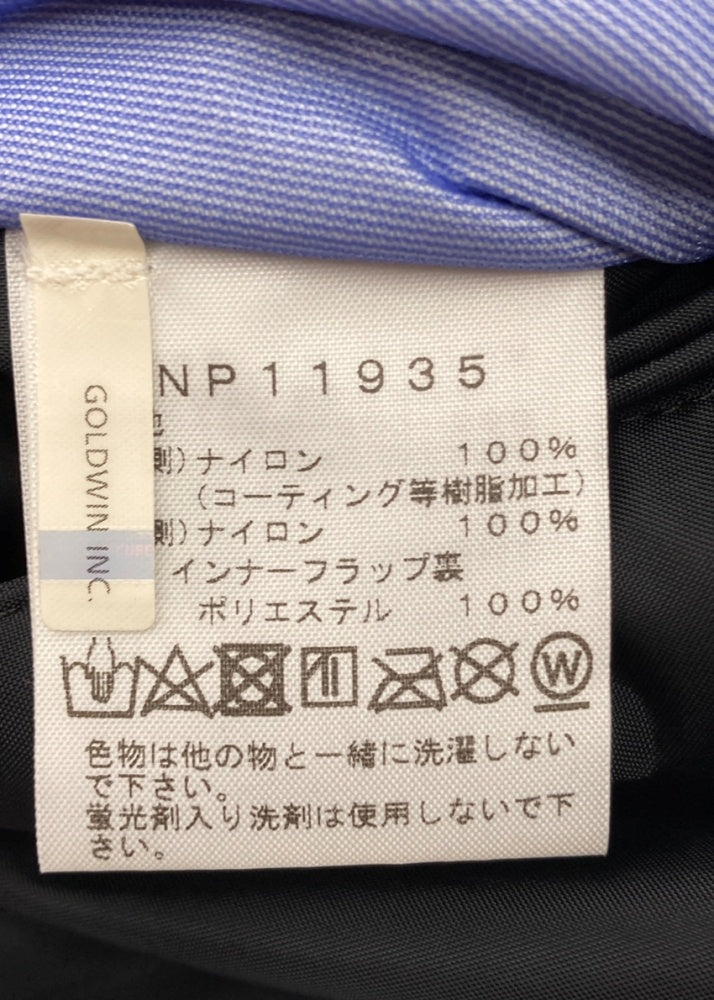 NP11935
GOLDWIN INC.
側)ナイロン 100%
(コーティング等樹脂加工)
側)ナイロン 100%
インナーフラップ裏
ポリエステル 100%
W
色物は他の物と一緒に洗濯しない
で下さい。
蛍光剤入り洗剤は使用しないで下
さい。